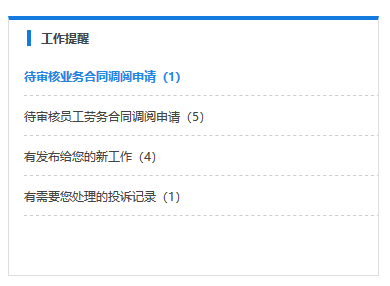 工作提醒
待审核业务合同调阅申请（1）
待审核员工劳务合同调阅申请（5）
有发布给您的新工作（4）
有需要您处理的投诉记录（1）